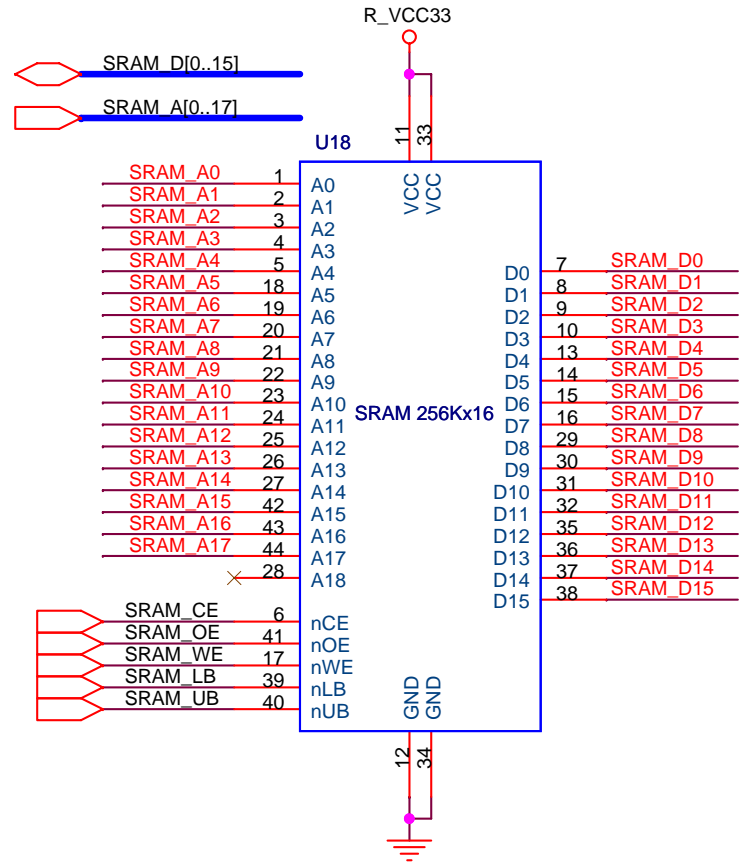 R_VCC33
SRAM_D[0..15]
SRAM_A[0..17]
U18
11 33
VCC VCC
SRAM_A0 1 A0
SRAM_A1 2 A1
SRAM_A2 3 A2
SRAM_A3 4 A3
SRAM_A4 5 A4
SRAM_A5 18 A5
SRAM_A6 19 A6
SRAM_A7 20 A7
SRAM_A8 21 A8
SRAM_A9 22 A9
SRAM_A10 23 A10
SRAM_A11 24 A11
SRAM_A12 25 A12
SRAM_A13 26 A13
SRAM_A14 27 A14
SRAM_A15 42 A15
SRAM_A16 43 A16
SRAM_A17 44 A17
28 A18
SRAM_CE 6 nCE
SRAM_OE 41 nOE
SRAM_WE 17 nWE
SRAM_LB 39 nLB
SRAM_UB 40 nUB
SRAM 256Kx16
D0 7 SRAM_D0
D1 8 SRAM_D1
D2 9 SRAM_D2
D3 10 SRAM_D3
D4 13 SRAM_D4
D5 14 SRAM_D5
D6 15 SRAM_D6
D7 16 SRAM_D7
D8 29 SRAM_D8
D9 30 SRAM_D9
D10 31 SRAM_D10
D11 32 SRAM_D11
D12 35 SRAM_D12
D13 36 SRAM_D13
D14 37 SRAM_D14
D15 38 SRAM_D15
GND GND
12 34